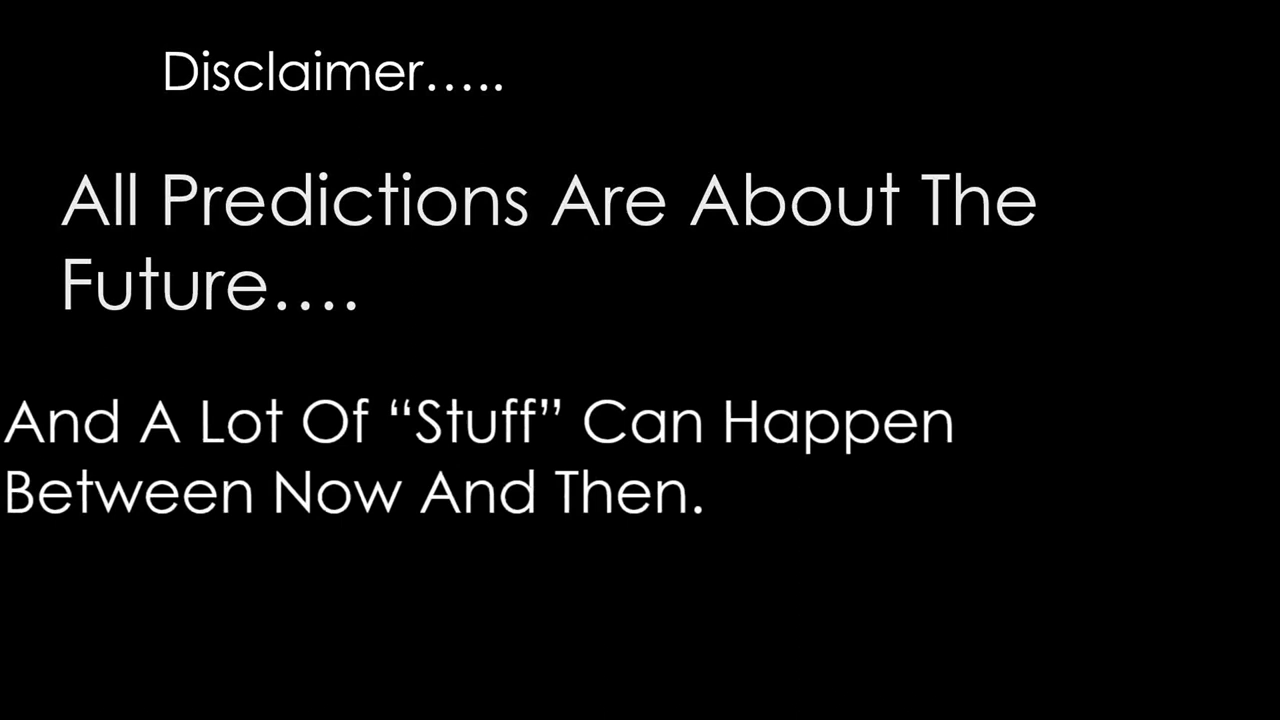 Disclaimer…..
All Predictions Are About The
Future….
And A Lot Of “Stuff” Can Happen
Between Now And Then.